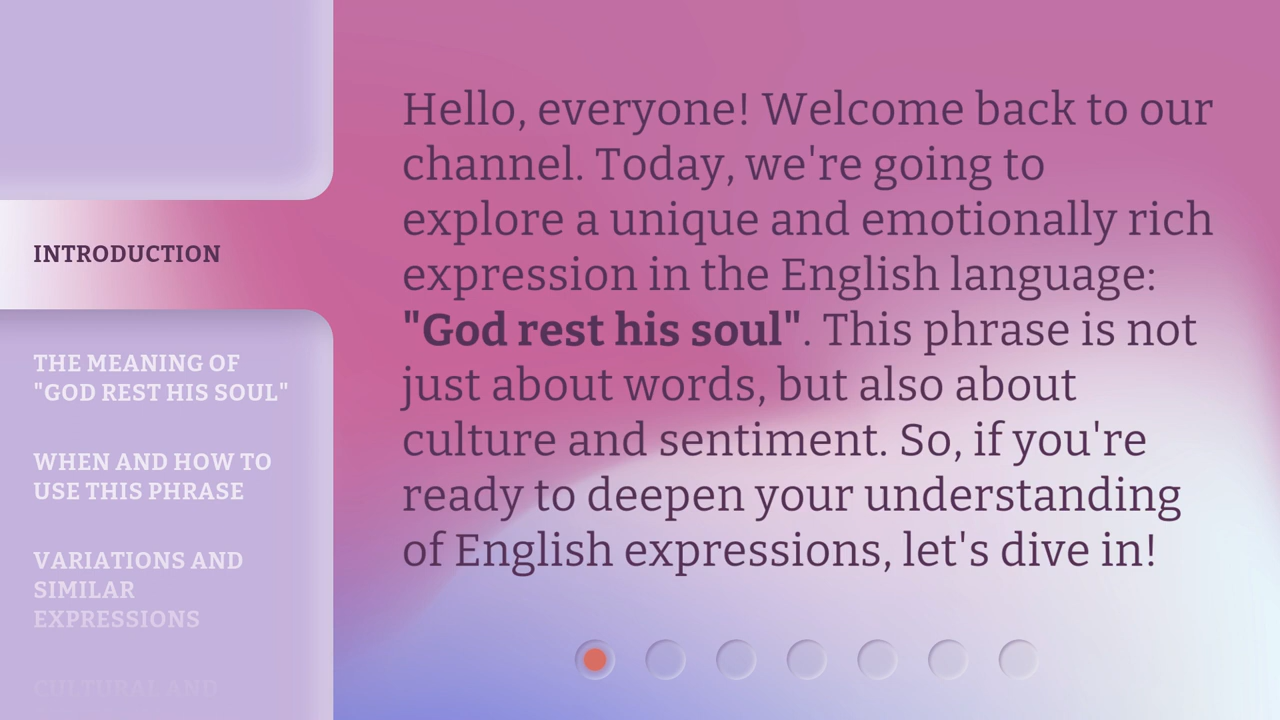 INTRODUCTION
THE MEANING OF
"GOD REST HIS SOUL"
WHEN AND HOW TO
USE THIS PHRASE
VARIATIONS AND
SIMILAR
EXPRESSIONS
CULTURAL AND
Hello, everyone! Welcome back to our
channel. Today, we're going to
explore a unique and emotionally rich
expression in the English language:
"God rest his soul". This phrase is not
just about words, but also about
culture and sentiment. So, if you're
ready to deepen your understanding
of English expressions, let's dive in!